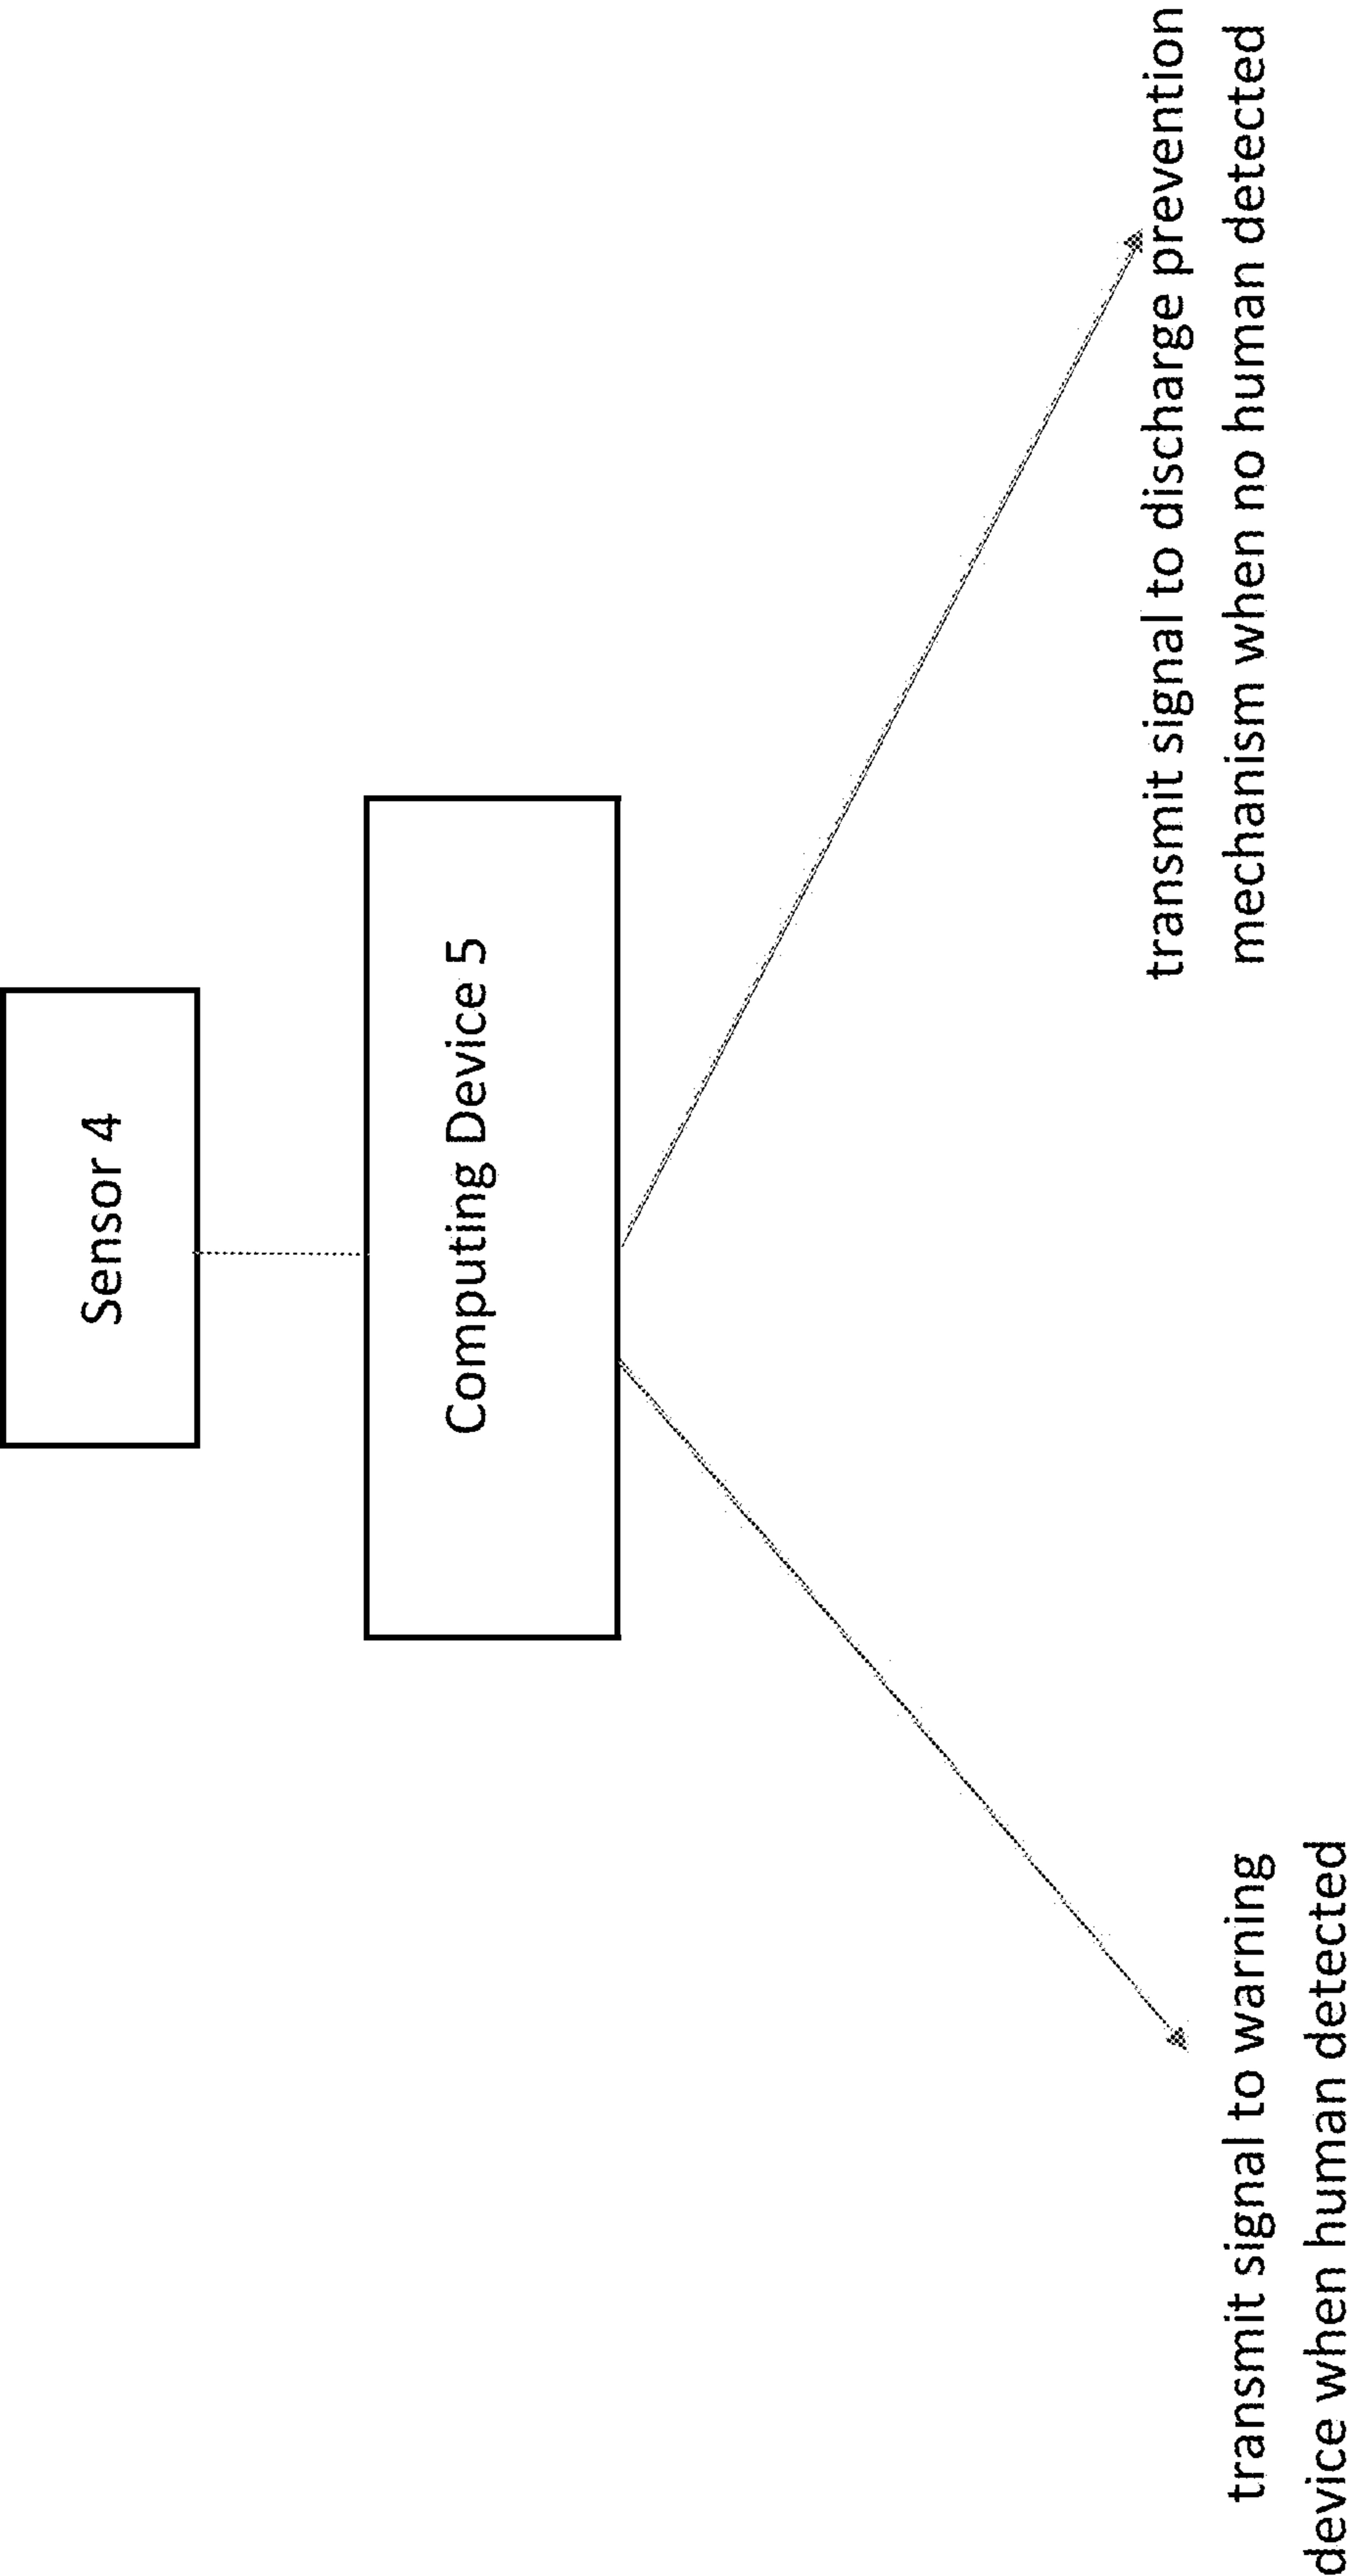 Sensor 4
Computing Device 5
transmit signal to warning
device when human detected
transmit signal to discharge prevention
mechanism when no human detected